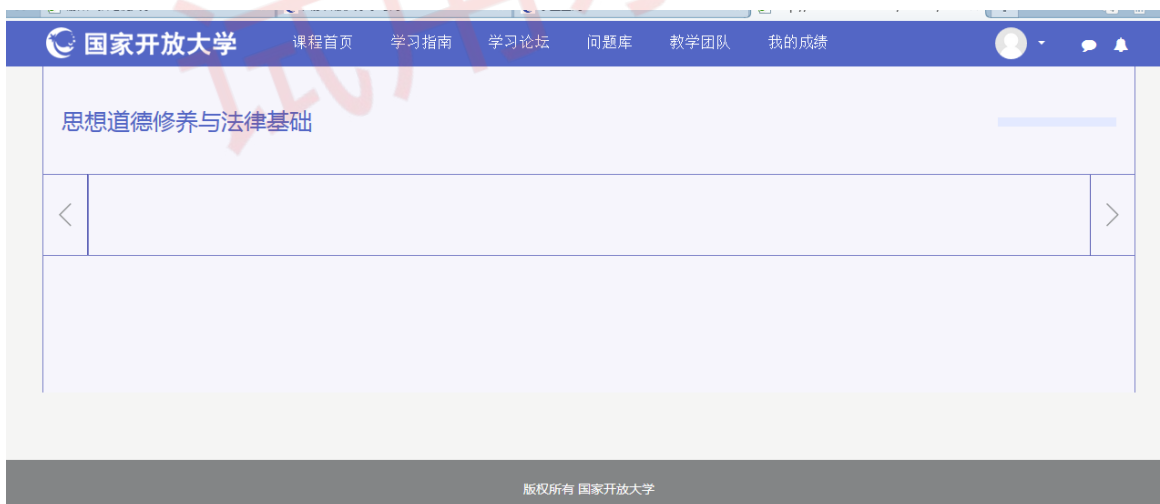 试用
国家开放大学 课程首页 学习指南 学习论坛 问题库 教学团队 我的成绩
思想道德修养与法律基础
版权所有 国家开放大学